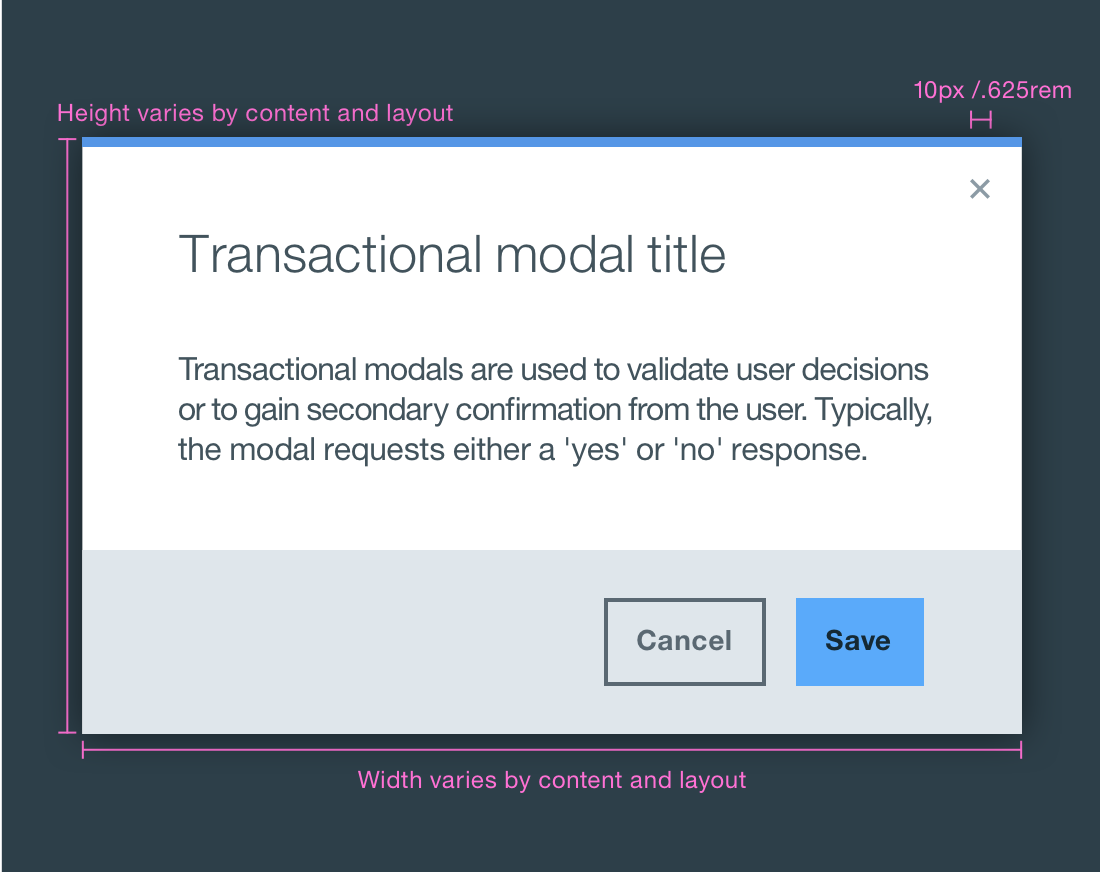 10px /.625rem
Height varies by content and layout
Transactional modal title
Transactional modals are used to validate user decisions
or to gain secondary confirmation from the user. Typically,
the modal requests either a 'yes' or 'no' response.
Cancel
Save
Width varies by content and layout